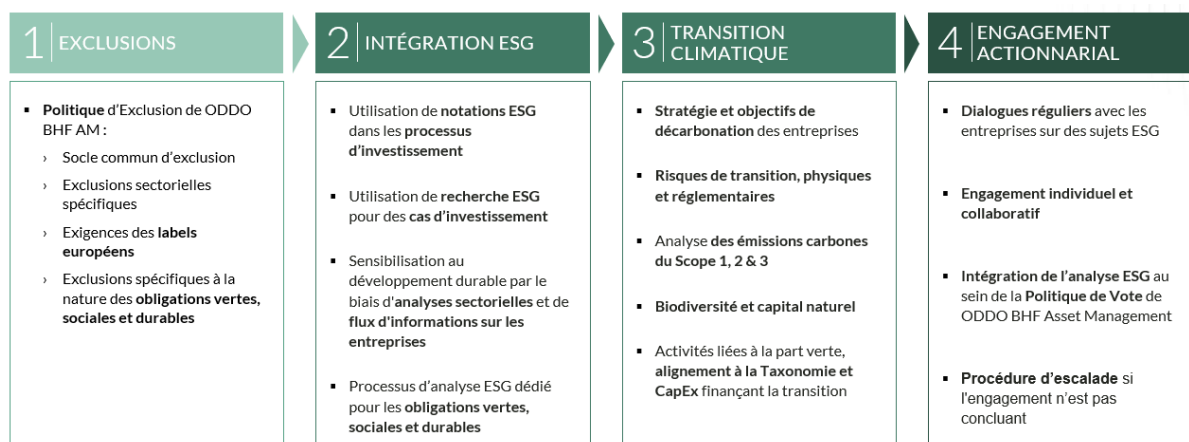 1 EXCLUSIONS
▪ Politique d’Exclusion de ODDO
BHF AM :
› Socle commun d’exclusion
› Exclusions sectorielles
spécifiques
› Exigences des labels
européens
› Exclusions spécifiques à la
nature des obligations vertes,
sociales et durables
2 INTÉGRATION ESG
▪ Utilisation de notations ESG
dans les processus
d’investissement
▪ Utilisation de recherche ESG
pour des cas d’investissement
▪ Sensibilisation au
développement durable par le
biais d'analyses sectorielles et de
flux d'informations sur les
entreprises
▪ Processus d’analyse ESG dédié
pour les obligations vertes,
sociales et durables
3 TRANSITION
CLIMATIQUE
▪ Stratégie et objectifs de
décarbonation des entreprises
▪ Risques de transition, physiques
et réglementaires
▪ Analyse des émissions carbones
du Scope 1, 2 & 3
▪ Biodiversité et capital naturel
▪ Activités liées à la part verte,
alignement à la Taxonomie et
CapEx finançant la transition
4 ENGAGEMENT
ACTIONNARIAL
▪ Dialogues réguliers avec les
entreprises sur des sujets ESG
▪ Engagement individuel et
collaboratif
▪ Intégration de l’analyse ESG au
sein de la Politique de Vote de
ODDO BHF Asset Management
▪ Procédure d’escalade si
l'engagement n’est pas
concluant